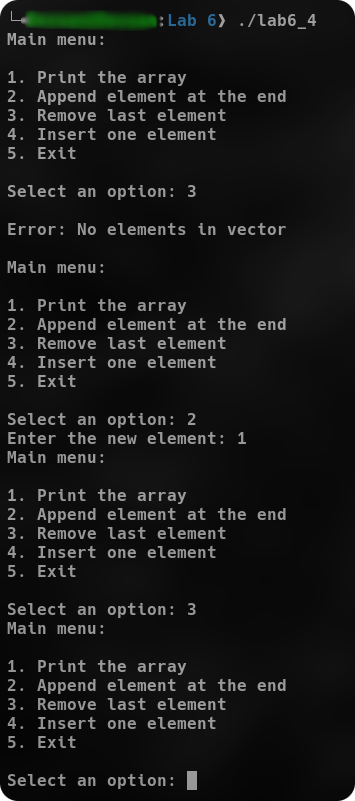 :Lab 6❱ ./lab6_4
Main menu:
1. Print the array
2. Append element at the end
3. Remove last element
4. Insert one element
5. Exit
Select an option: 3
Error: No elements in vector
Main menu:
1. Print the array
2. Append element at the end
3. Remove last element
4. Insert one element
5. Exit
Select an option: 2
Enter the new element: 1
Main menu:
1. Print the array
2. Append element at the end
3. Remove last element
4. Insert one element
5. Exit
Select an option: 3
Main menu:
1. Print the array
2. Append element at the end
3. Remove last element
4. Insert one element
5. Exit
Select an option: